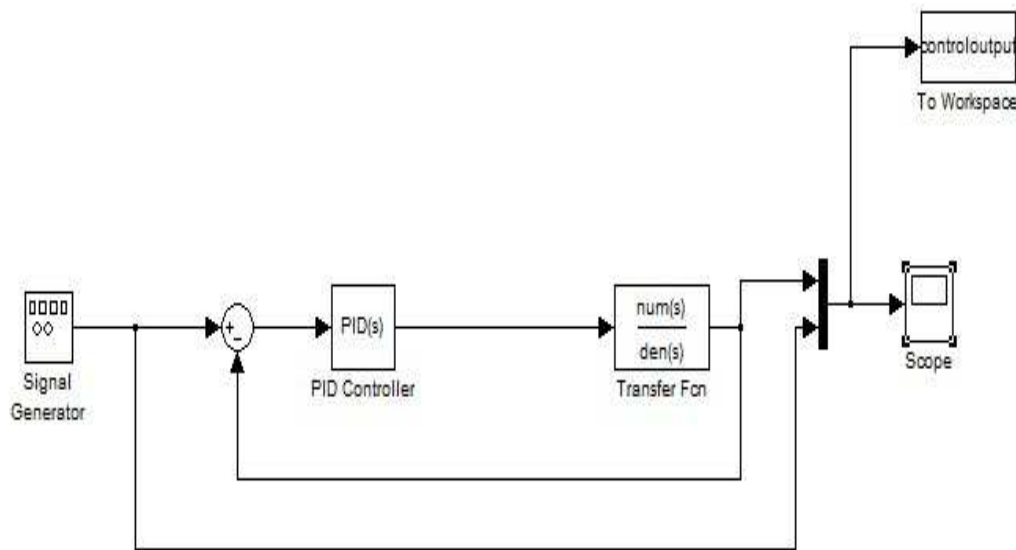 controloutput
To Workspace
Signal
Generator
+
-
PID(s)
PID Controller
num(s)
den(s)
Transfer Fcn
Scope